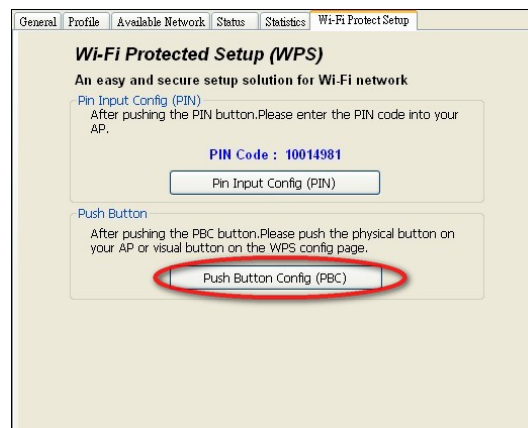 General Profile Available Network Status Statistics Wi-Fi Protect Setup
Wi-Fi Protected Setup (WPS)
An easy and secure setup solution for Wi-Fi network
Pin Input Config (PIN)
After pushing the PIN button.Please enter the PIN code into your
AP.
PIN Code : 10014981
Pin Input Config (PIN)
Push Button
After pushing the PBC button.Please push the physical button on
your AP or visual button on the WPS config page.
Push Button Config (PBC)